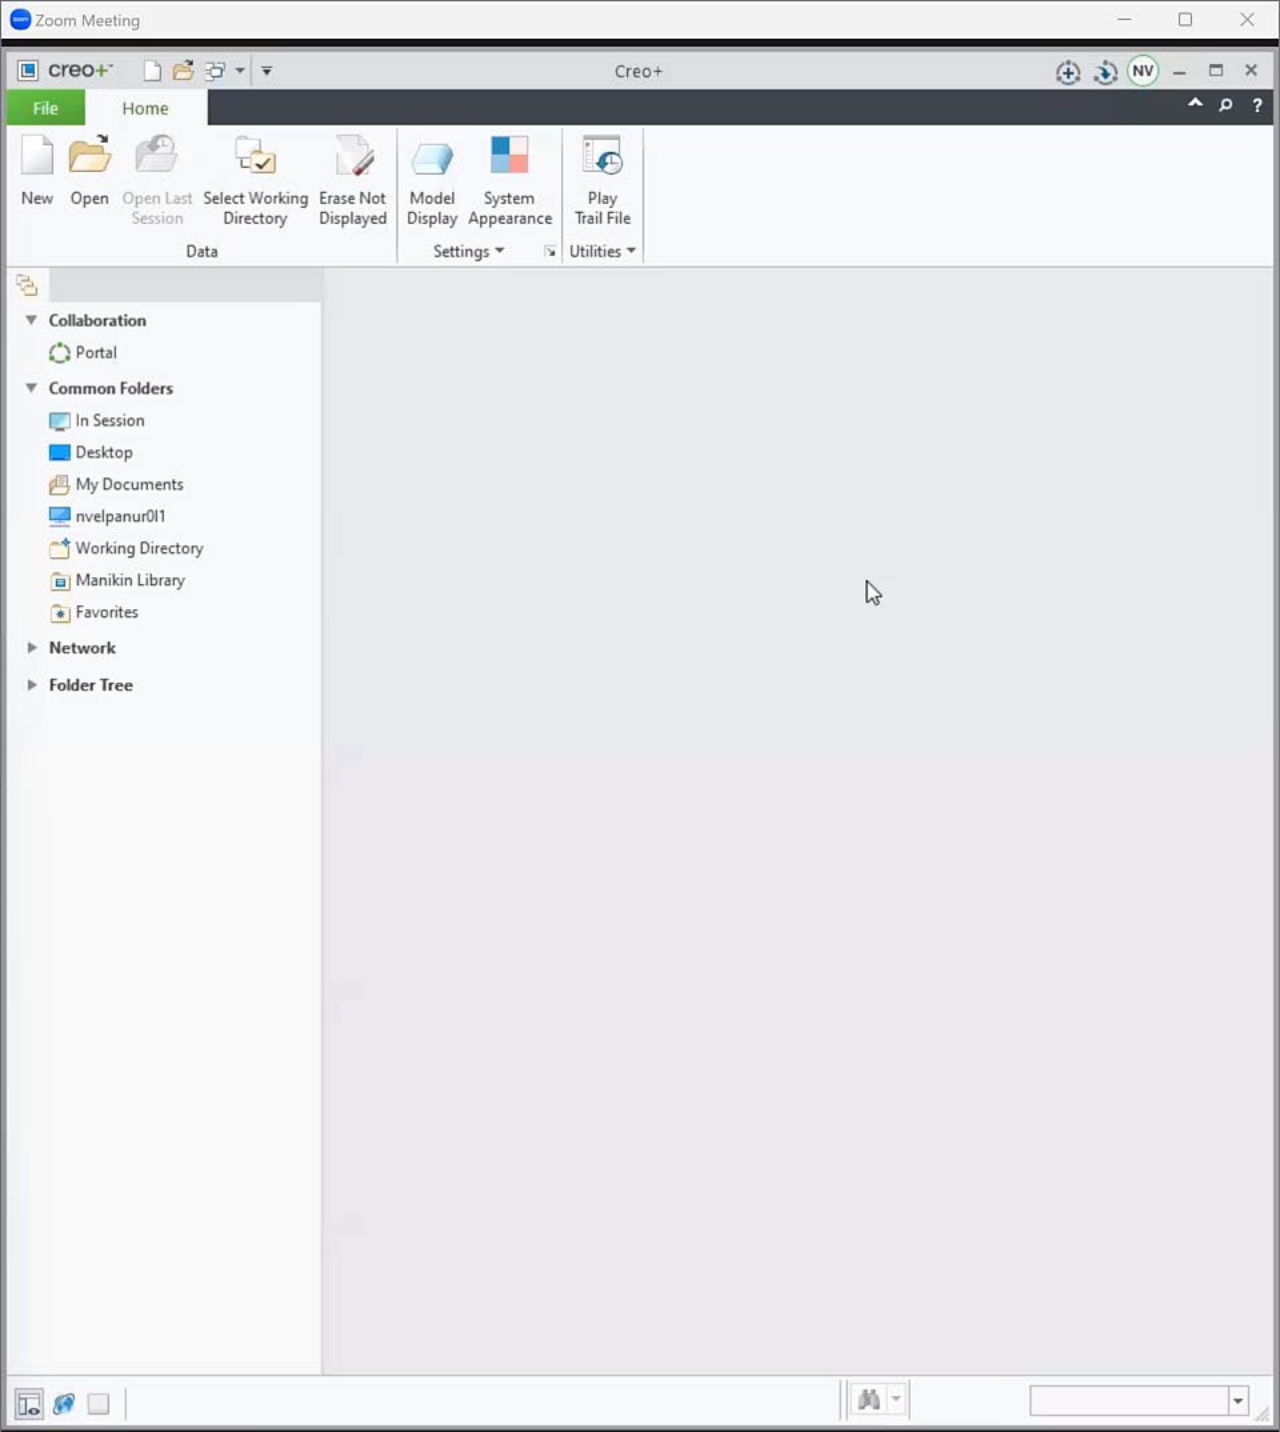 zoom Zoom Meeting
creo+ Creo+ NV
File Home ?
New Open Open Last Session Select Working Directory Erase Not Displayed Model Display System Appearance Play Trail File
Data Settings Utilities
Collaboration
Portal
Common Folders
In Session
Desktop
My Documents
nvelpanur0l1
Working Directory
Manikin Library
Favorites
Network
Folder Tree